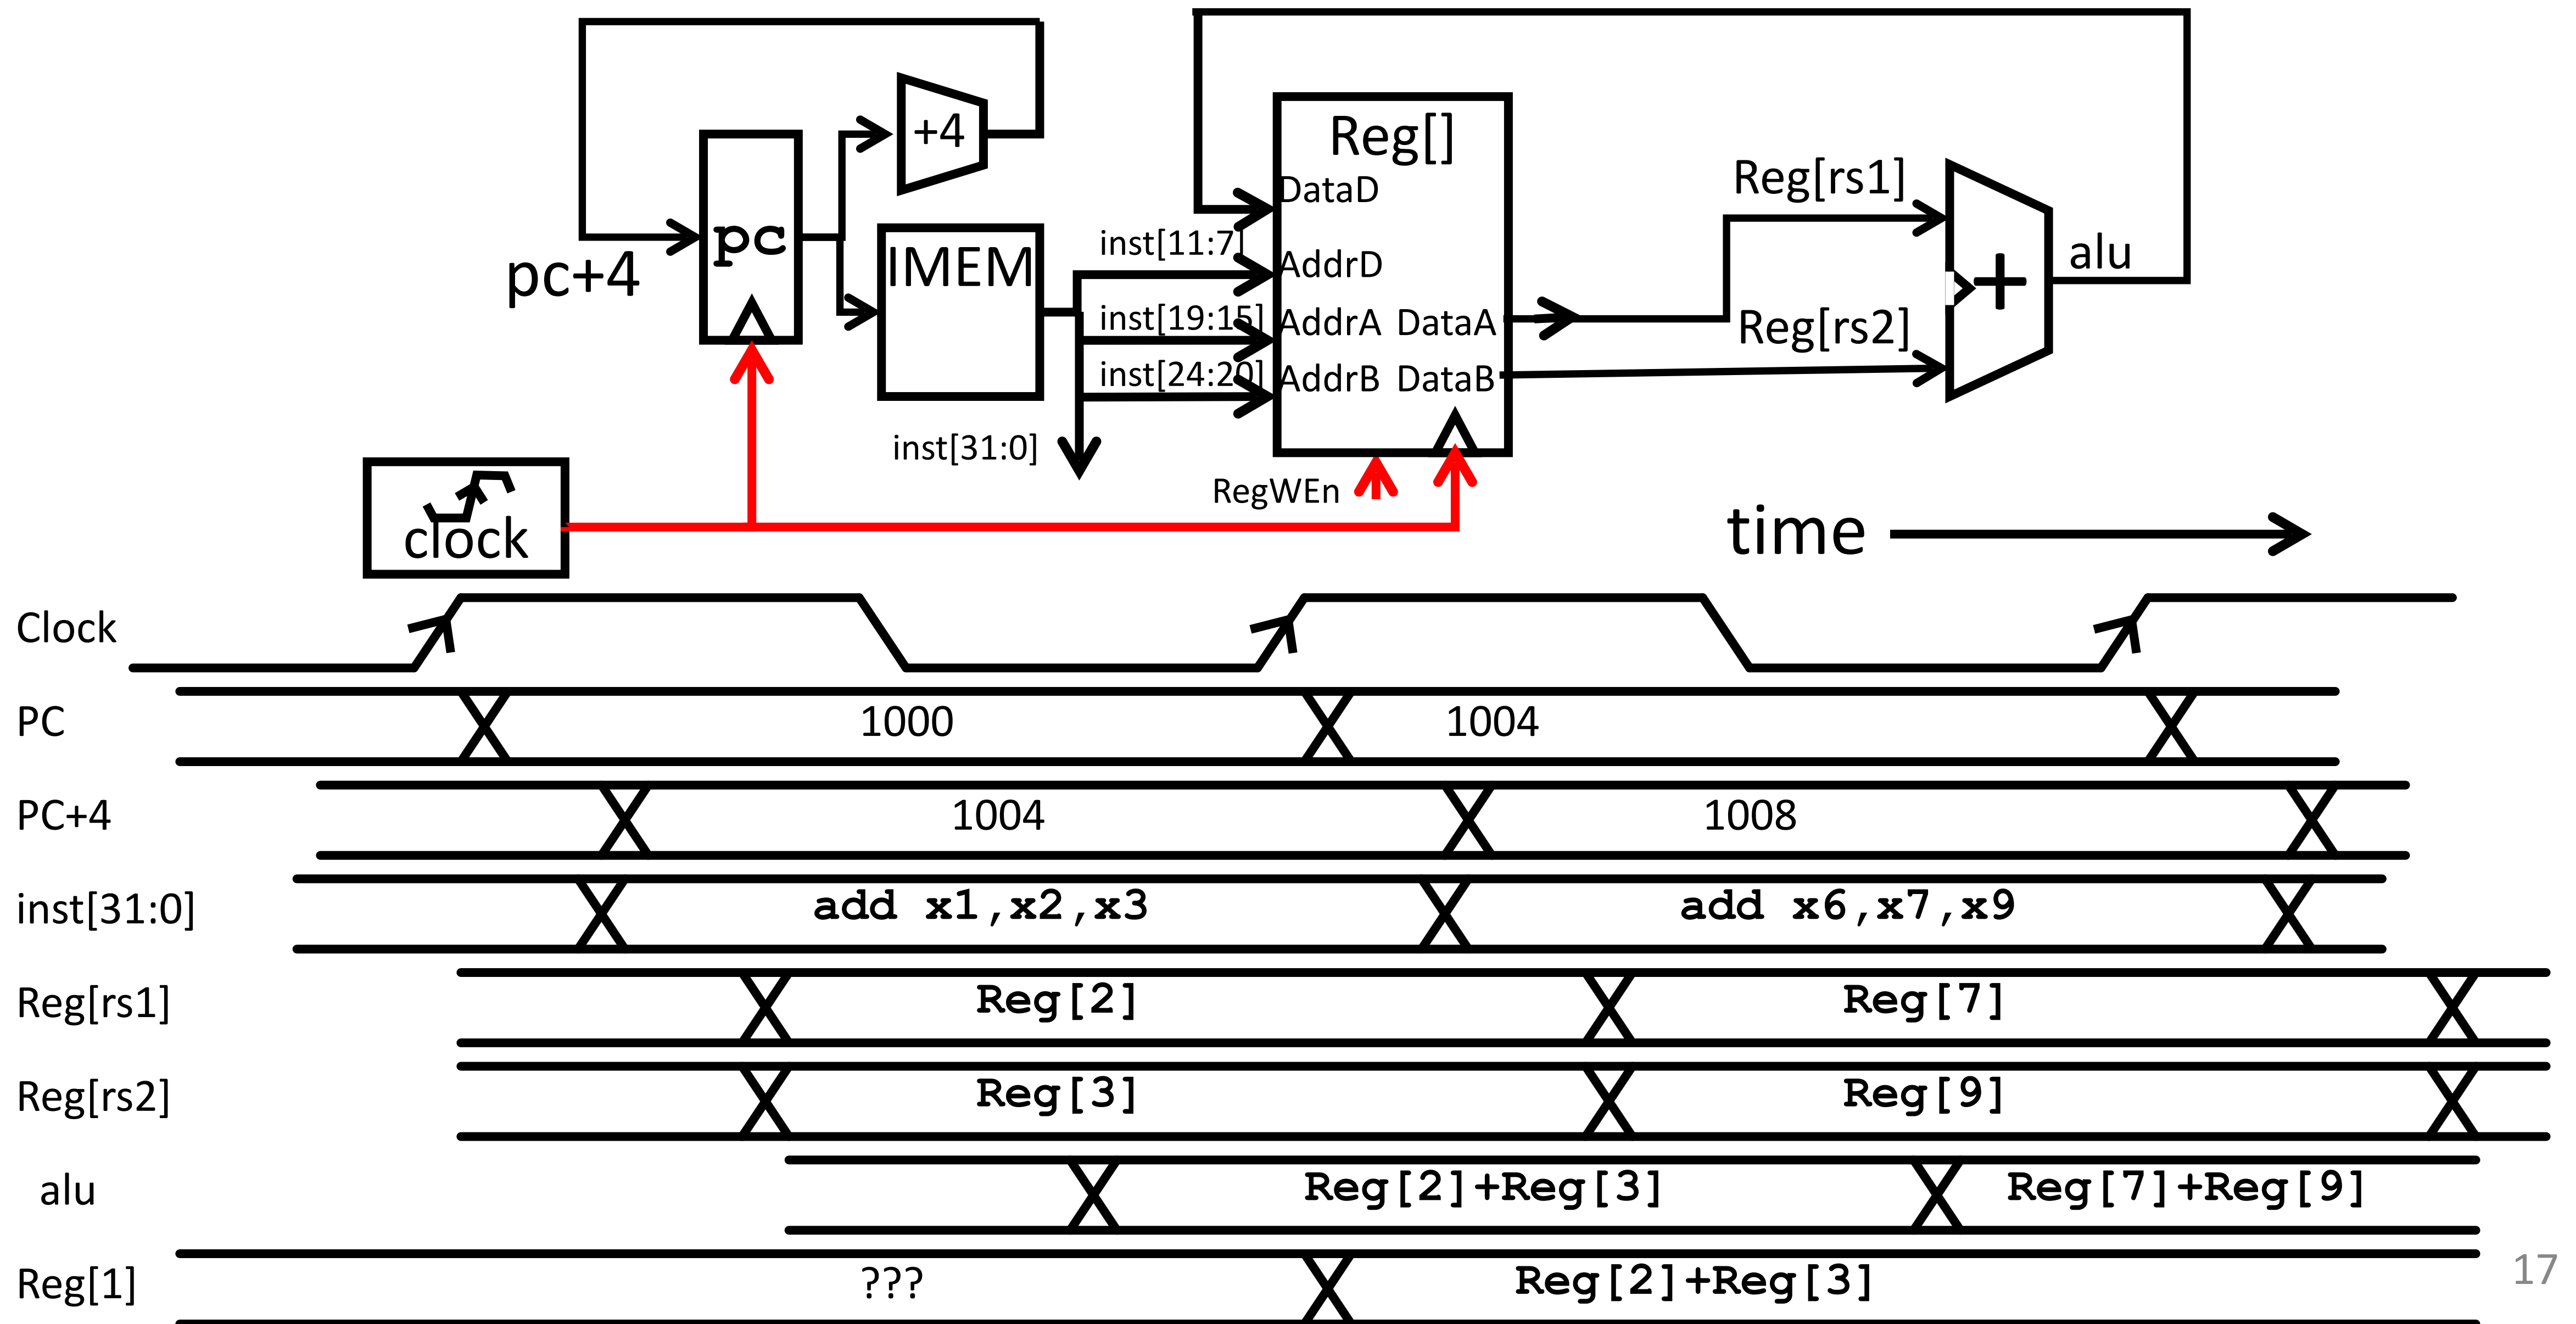 +4
Reg[]
DataD
Reg[rs1]
pc
inst[11:7]
IMEM
AddrD
alu
pc+4
+
inst[19:15]
AddrA DataA
Reg[rs2]
inst[24:20]
AddrB DataB
inst[31:0]
RegWEn
clock
time
Clock
PC 1000 1004
PC+4 1004 1008
inst[31:0] add x1,x2,x3 add x6,x7,x9
Reg[rs1] Reg[2] Reg[7]
Reg[rs2] Reg[3] Reg[9]
alu Reg[2]+Reg[3] Reg[7]+Reg[9]
Reg[1] ??? Reg[2]+Reg[3]
17